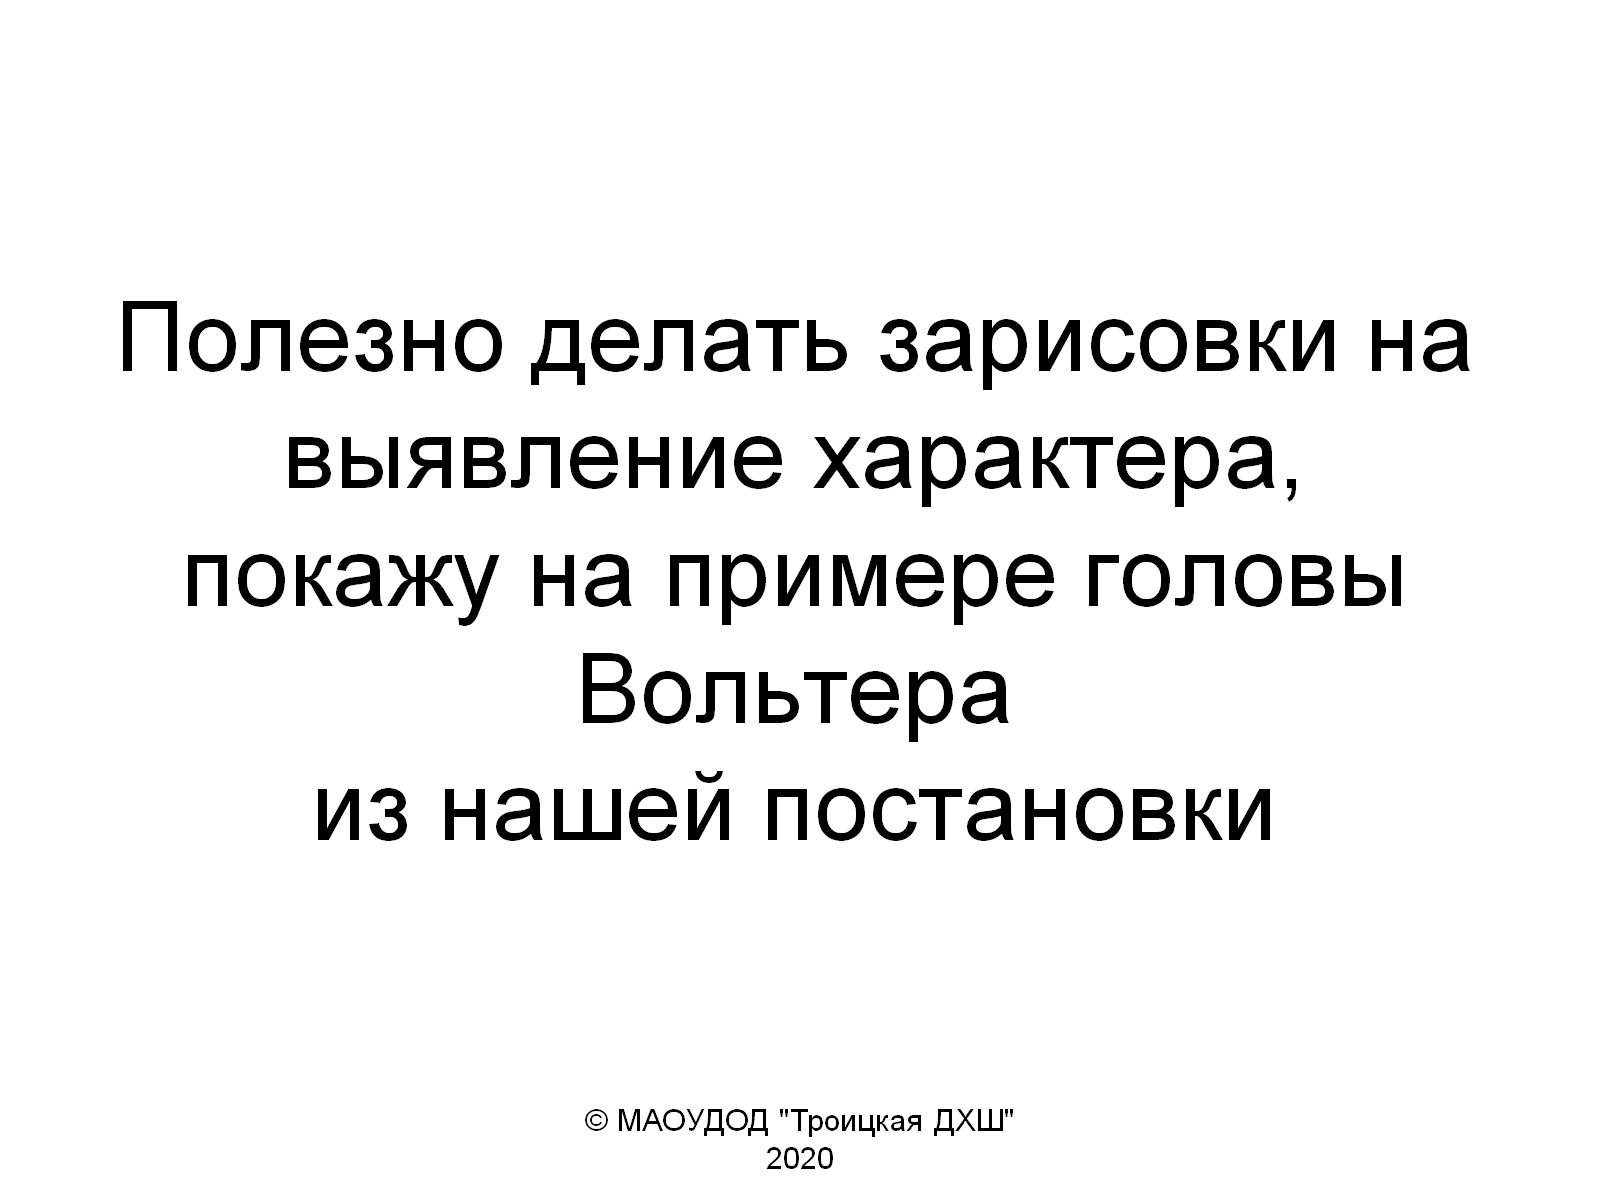 Полезно делать зарисовки на
выявление характера,
покажу на примере головы
Вольтера
из нашей постановки
© МАОУДОД "Троицкая ДХШ"
2020